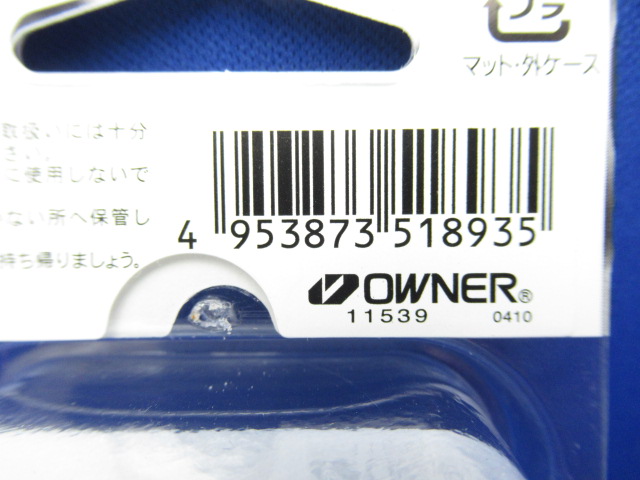 プラ
マット・外ケース
取扱いには十分
さい。
に使用しないで
ない所へ保管し
持ち帰りましょう。
4 953873 518935
OWNER®
11539 0410